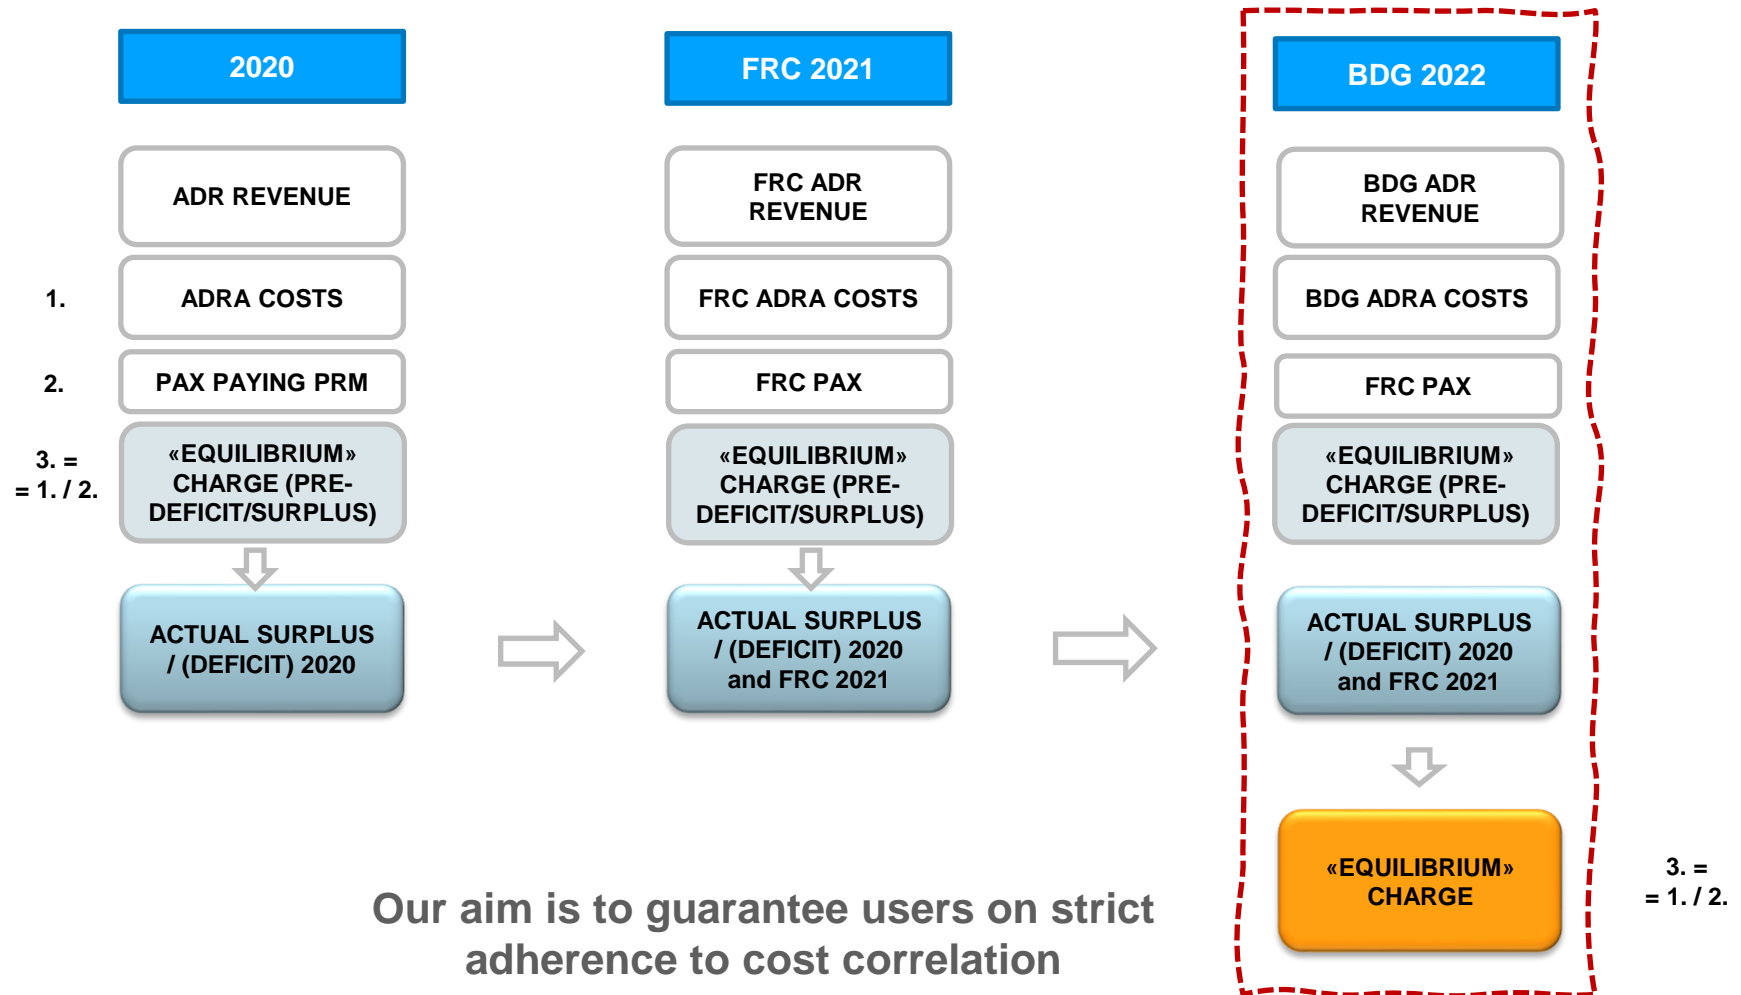 2020
ADR REVENUE
1.
ADRA COSTS
2.
PAX PAYING PRM
3. =
= 1. / 2.
«EQUILIBRIUM»
CHARGE (PRE-
DEFICIT/SURPLUS)
ACTUAL SURPLUS
/ (DEFICIT) 2020
FRC 2021
FRC ADR
REVENUE
FRC ADRA COSTS
FRC PAX
«EQUILIBRIUM»
CHARGE (PRE-
DEFICIT/SURPLUS)
ACTUAL SURPLUS
/ (DEFICIT) 2020
and FRC 2021
BDG 2022
BDG ADR
REVENUE
BDG ADRA COSTS
FRC PAX
«EQUILIBRIUM»
CHARGE (PRE-
DEFICIT/SURPLUS)
ACTUAL SURPLUS
/ (DEFICIT) 2020
and FRC 2021
«EQUILIBRIUM»
CHARGE
3. =
= 1. / 2.
Our aim is to guarantee users on strict
adherence to cost correlation